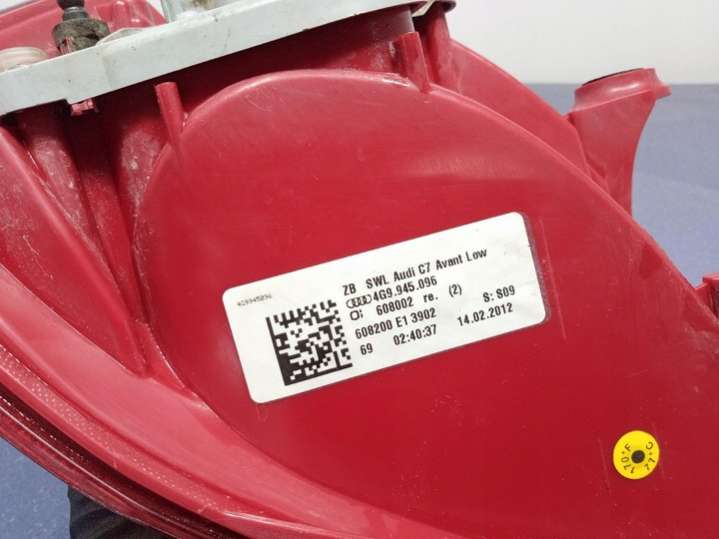 ZB SWL Audi C7 Avant Low
4G9.945.096
608002 re. (2)
608200 E1 3902 S: S09
69 02:40:37 14.02.2012